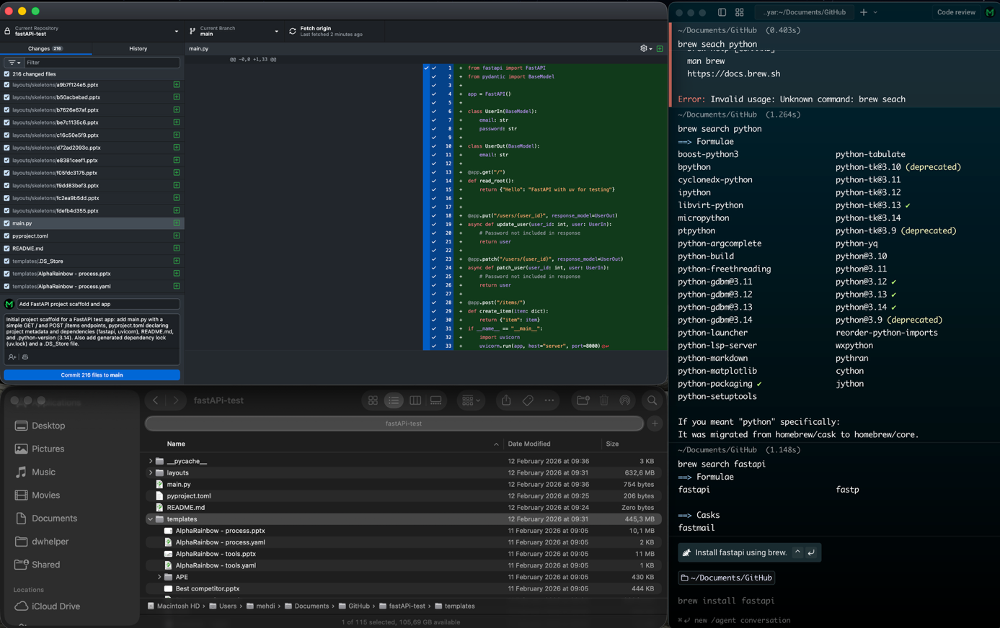 Current Repository
fastAPi-test
Current Branch
main
Fetch origin
Last fetched 2 minutes ago
Changes 216
History
main.py
Filter
216 changed files
layouts/skeletons/a9b7f124e5.pptx
layouts/skeletons/b50acbebad.pptx
layouts/skeletons/b7626e67af.pptx
layouts/skeletons/be7c1135c6.pptx
layouts/skeletons/c16c50e5f9.pptx
layouts/skeletons/d72ad2093c.pptx
layouts/skeletons/e8381ceef1.pptx
layouts/skeletons/f05fdc3175.pptx
layouts/skeletons/f9dd83bef3.pptx
layouts/skeletons/fc2ea9b5dd.pptx
layouts/skeletons/fdefb4d355.pptx
main.py
pyproject.toml
README.md
templates/.DS_Store
templates/AlphaRainbow - process.pptx
templates/AlphaRainbow - process.yaml
Add FastAPI project scaffold and app
Initial project scaffold for a FastAPI test app: add main.py with a
simple GET / and POST /items endpoints, pyproject.toml declaring
project metadata and dependencies (fastapi, uvicorn), README.md,
and .python-version (3.14). Also add generated dependency lock
(uv.lock) and a .DS_Store file.
Commit 216 files to main
@@ -0,0 +1,33 @@
1 + from fastapi import FastAPI
2 + from pydantic import BaseModel
3 +
4 + app = FastAPI()
5 +
6 + class UserIn(BaseModel):
7 + email: str
8 + password: str
9 +
10 + class UserOut(BaseModel):
11 + email: str
12 +
13 + @app.get("/")
14 + def read_root():
15 + return {"Hello": "FastAPI with uv for testing"}
16 +
17 +
18 + @app.put("/users/{user_id}", response_model=UserOut)
19 + async def update_user(user_id: int, user: UserIn):
20 + # Password not included in response
21 + return user
22 +
23 + @app.patch("/users/{user_id}", response_model=UserOut)
24 + async def patch_user(user_id: int, user: UserIn):
25 + # Password not included in response
26 + return user
27 +
28 + @app.post("/items/")
29 + def create_item(item: dict):
30 + return {"item": item}
31 + if __name__ == "__main__":
32 + import uvicorn
33 + uvicorn.run(app, host="server", port=8000)
Applications
Desktop
Pictures
Music
Movies
Documents
dwhelper
Shared
Locations
iCloud Drive
fastAPi-test
fastAPi-test
Name Date Modified Size
__pycache__ 12 February 2026 at 09:36 3 KB
layouts 12 February 2026 at 09:31 632,6 MB
main.py 12 February 2026 at 09:36 754 bytes
pyproject.toml 12 February 2026 at 09:25 206 bytes
README.md 12 February 2026 at 09:24 Zero bytes
templates 12 February 2026 at 09:31 445,3 MB
AlphaRainbow - process.pptx 11 February 2026 at 09:05 10,1 MB
AlphaRainbow - process.yaml 11 February 2026 at 09:05 2 KB
AlphaRainbow - tools.pptx 11 February 2026 at 09:05 11 MB
AlphaRainbow - tools.yaml 11 February 2026 at 09:05 1 KB
APE 11 February 2026 at 09:05 430 KB
Best competitor.pptx 11 February 2026 at 09:05 444 KB
Macintosh HD › Users › mehdi › Documents › GitHub › fastAPi-test › templates
1 of 115 selected, 105,69 GB available
..yar:~/Documents/GitHub
Code review
~/Documents/GitHub (0.403s)
brew seach python
man brew
https://docs.brew.sh
Error: Invalid usage: Unknown command: brew seach
~/Documents/GitHub (1.264s)
brew search python
==> Formulae
boost-python3 python-tabulate
bpython python-tk@3.10 (deprecated)
cyclonedx-python python-tk@3.11
ipython python-tk@3.12
libvirt-python python-tk@3.13 ✔
micropython python-tk@3.14
ptpython python-tk@3.9 (deprecated)
python-argcomplete python-yq
python-build python@3.10
python-freethreading python@3.11
python-gdbm@3.11 python@3.12 ✔
python-gdbm@3.12 python@3.13 ✔
python-gdbm@3.13 python@3.14 ✔
python-gdbm@3.14 python@3.9 (deprecated)
python-launcher reorder-python-imports
python-lsp-server wxpython
python-markdown pythran
python-matplotlib cython
python-packaging ✔ jython
python-setuptools
If you meant "python" specifically:
It was migrated from homebrew/cask to homebrew/core.
~/Documents/GitHub (1.148s)
brew search fastapi
==> Formulae
fastapi fastp
==> Casks
fastmail
Install fastapi using brew.
~/Documents/GitHub
brew install fastapi
new /agent conversation